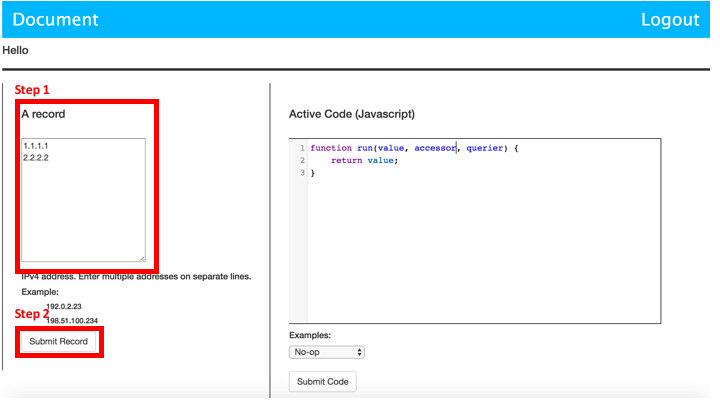 Document
Logout
Hello
Step 1
A record
1.1.1.1
2.2.2.2
IPv4 address. Enter multiple addresses on separate lines.
Example:
192.0.2.23
198.51.100.234
Step 2
Submit Record
Active Code (Javascript)
1 function run(value, accessor, querier) {
2 return value;
3 }
Examples:
No-op
Submit Code